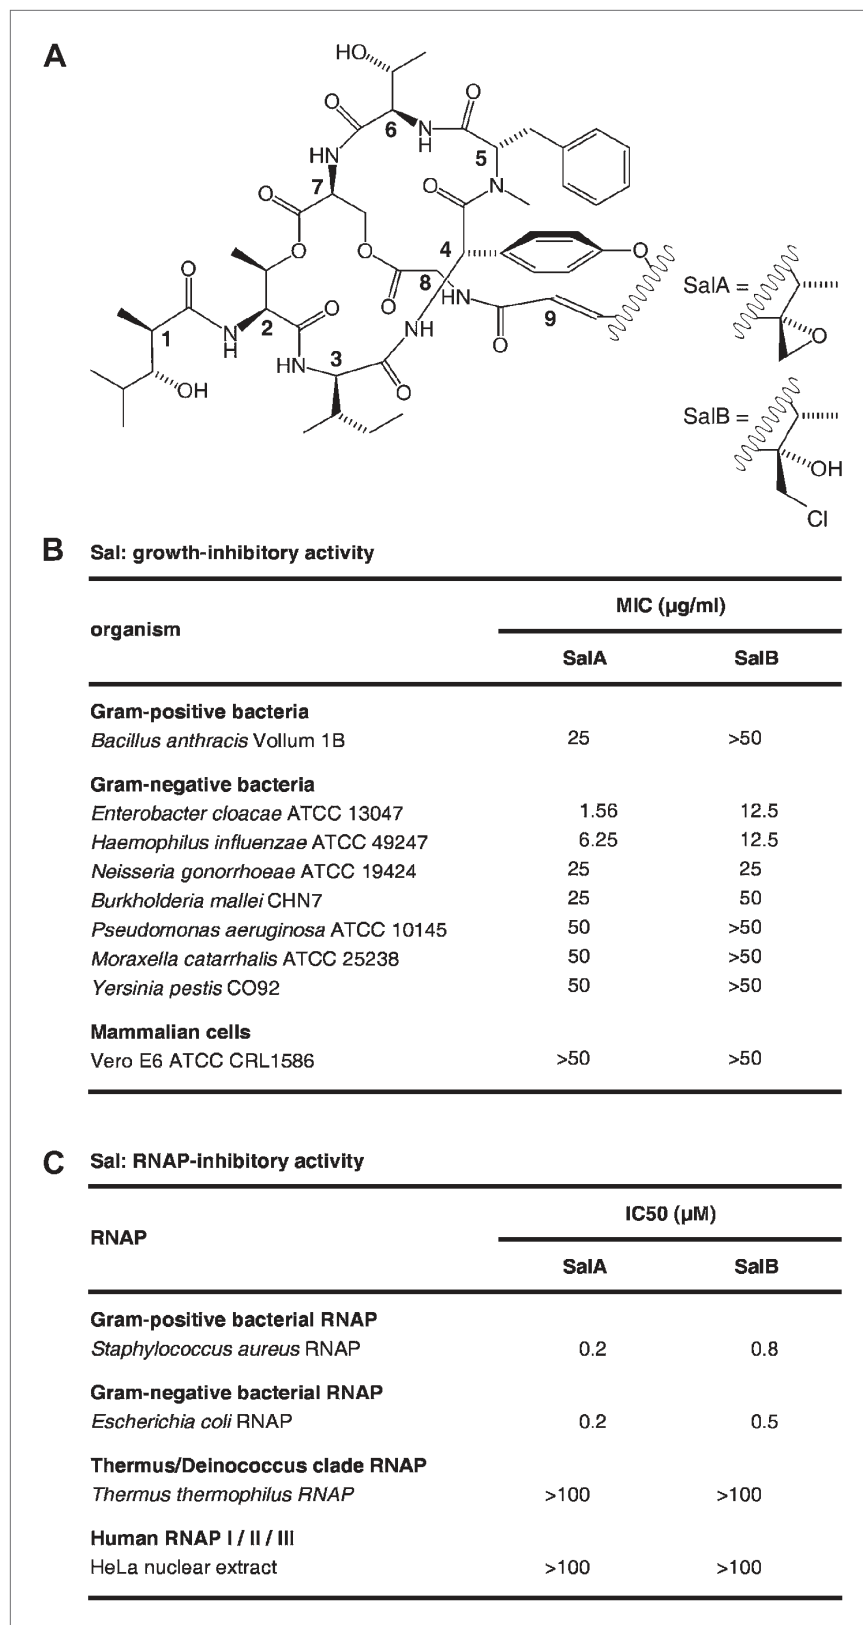 A
HO
O
O
6
N
H
5
HN
7
O
N
O
O
O
4
O
SalA =
O
O
O
8
O
O
N
H
9
O
1
N
H
2
O
NH
HN
3
O
OH
SalB =
OH
Cl
B Sal: growth-inhibitory activity
MIC (µg/ml)
organism
SalA SalB
Gram-positive bacteria
Bacillus anthracis Vollum 1B 25 >50
Gram-negative bacteria
Enterobacter cloacae ATCC 13047 1.56 12.5
Haemophilus influenzae ATCC 49247 6.25 12.5
Neisseria gonorrhoeae ATCC 19424 25 25
Burkholderia mallei CHN7 25 50
Pseudomonas aeruginosa ATCC 10145 50 >50
Moraxella catarrhalis ATCC 25238 50 >50
Yersinia pestis CO92 50 >50
Mammalian cells
Vero E6 ATCC CRL1586 >50 >50
C Sal: RNAP-inhibitory activity
IC50 (µM)
RNAP
SalA SalB
Gram-positive bacterial RNAP
Staphylococcus aureus RNAP 0.2 0.8
Gram-negative bacterial RNAP
Escherichia coli RNAP 0.2 0.5
Thermus/Deinococcus clade RNAP
Thermus thermophilus RNAP >100 >100
Human RNAP I / II / III
HeLa nuclear extract >100 >100